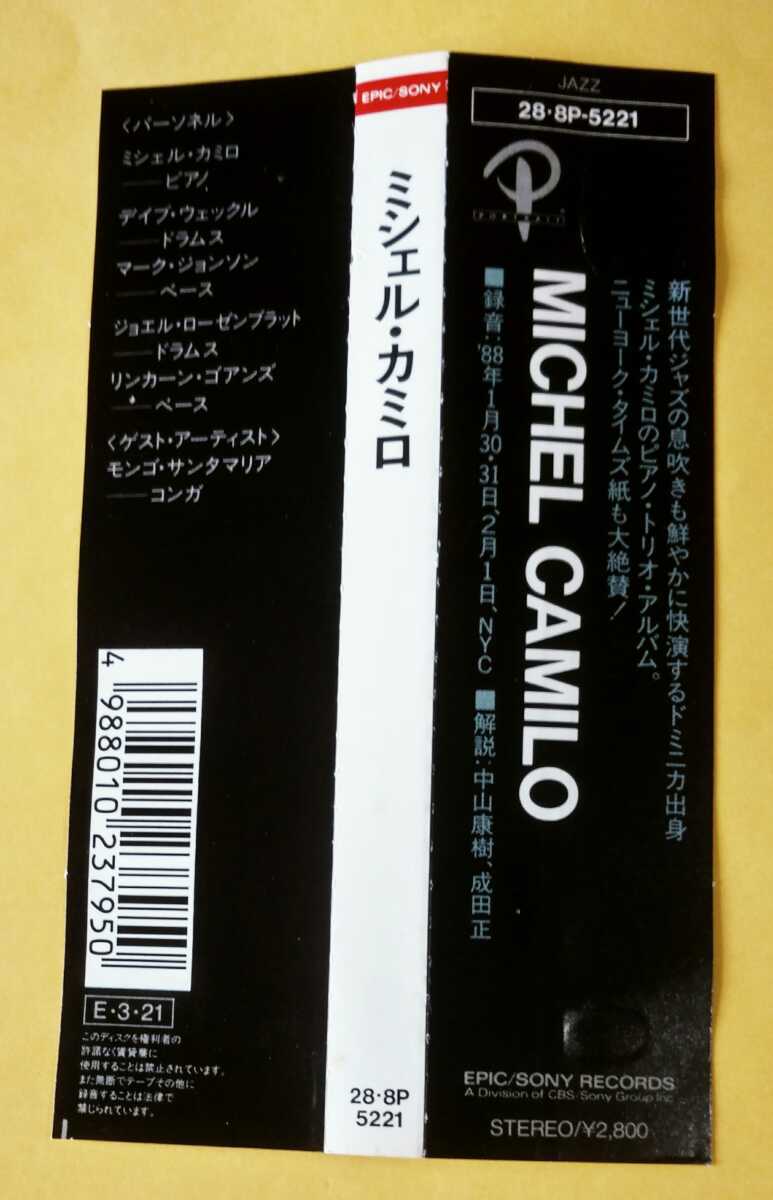 〈パーソネル〉
ミシェル・カミロ
――ピアノ
デイブ・ウェックル
――ドラムス
マーク・ジョンソン
――ベース
ジョエル・ローゼンブラット
――ドラムス
リンカーン・ゴアンズ
――ベース
〈ゲスト・アーティスト〉
モンゴ・サンタマリア
――コンガ
4 988010 237950
E・3・21
このディスクを権利者の
許諾なく賃貸業に
使用することは禁止されています。
また無断でテープその他に
録音することは法律で
禁じられています。
EPIC/SONY
ミシェル・カミロ
28・8P
5221
JAZZ
28・8P-5221
PORTRAIT
新世代ジャズの息吹きも鮮やかに快演するドミニカ出身
ミシェル・カミロのピアノ・トリオ・アルバム。
ニューヨーク・タイムズ紙も大絶賛!
MICHEL CAMILO
■録音:'88年1月30・31日、2月1日、NYC ■解説:中山康樹、成田正
EPIC/SONY RECORDS
A Division of CBS/Sony Group Inc.
STEREO/¥2,800